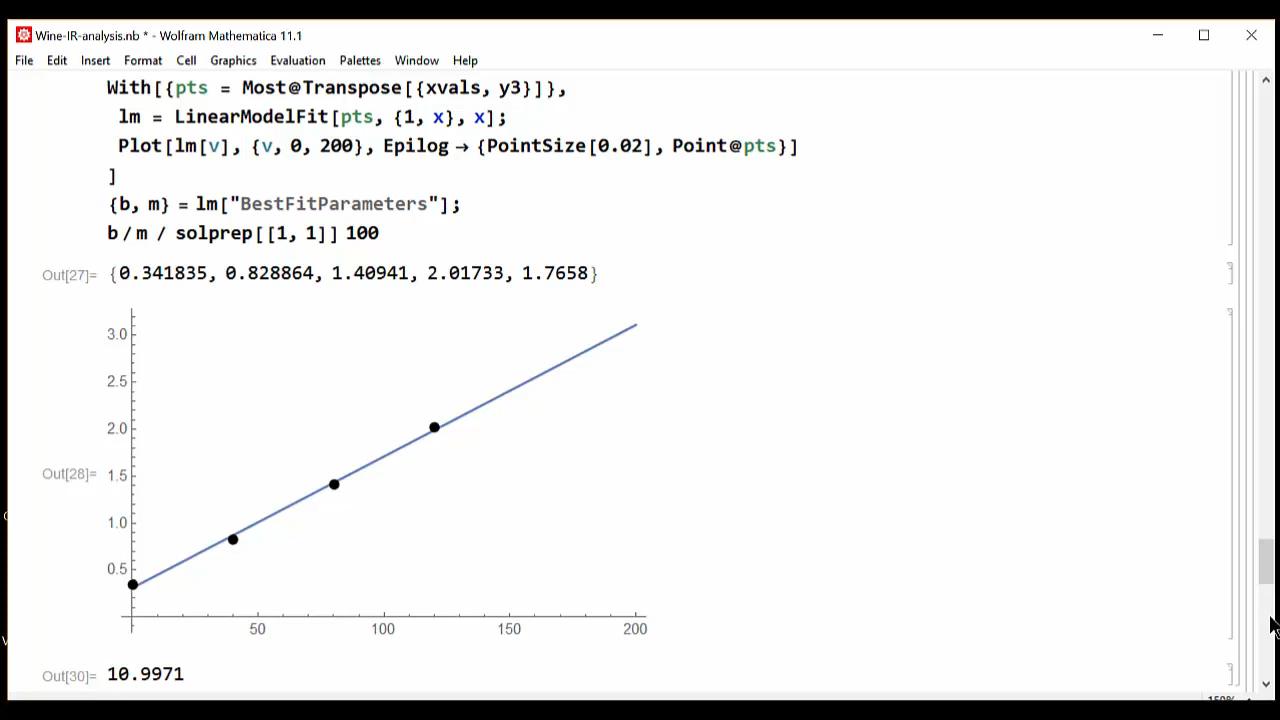 Wine-IR-analysis.nb * - Wolfram Mathematica 11.1
File Edit Insert Format Cell Graphics Evaluation Palettes Window Help
With[{pts = Most@Transpose[{xvals, y3}]},
lm = LinearModelFit[pts, {1, x}, x];
Plot[lm[v], {v, 0, 200}, Epilog → {PointSize[0.02], Point@pts}]
]
{b, m} = lm["BestFitParameters"];
b/m / solprep[[1, 1]] 100
Out[27]= {0.341835, 0.828864, 1.40941, 2.01733, 1.7658}
3.0
2.5
2.0
Out[28]= 1.5
1.0
0.5
50 100 150 200
Out[30]= 10.9971